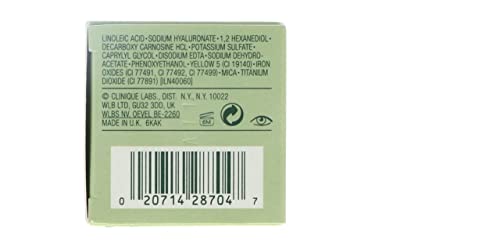 LINOLEIC ACID • SODIUM HYALURONATE • 1,2 HEXANEDIOL •
DECARBOXY CARNOSINE HCL • POTASSIUM SULFATE •
CAPRYLYL GLYCOL • DISODIUM EDTA • SODIUM DEHYDRO-
ACETATE • PHENOXYETHANOL • YELLOW 5 (CI 19140) • IRON
OXIDES (CI 77491, CI 77492, CI 77499) • MICA • TITANIUM
DIOXIDE (CI 77891) [ILN40060]
© CLINIQUE LABS., DIST. N.Y., N.Y. 10022
WLB LTD, GU32 3DD, UK
WLBS NV, OEVEL BE-2260
MADE IN U.K. 6KAK
6M
0 20714 28704 7